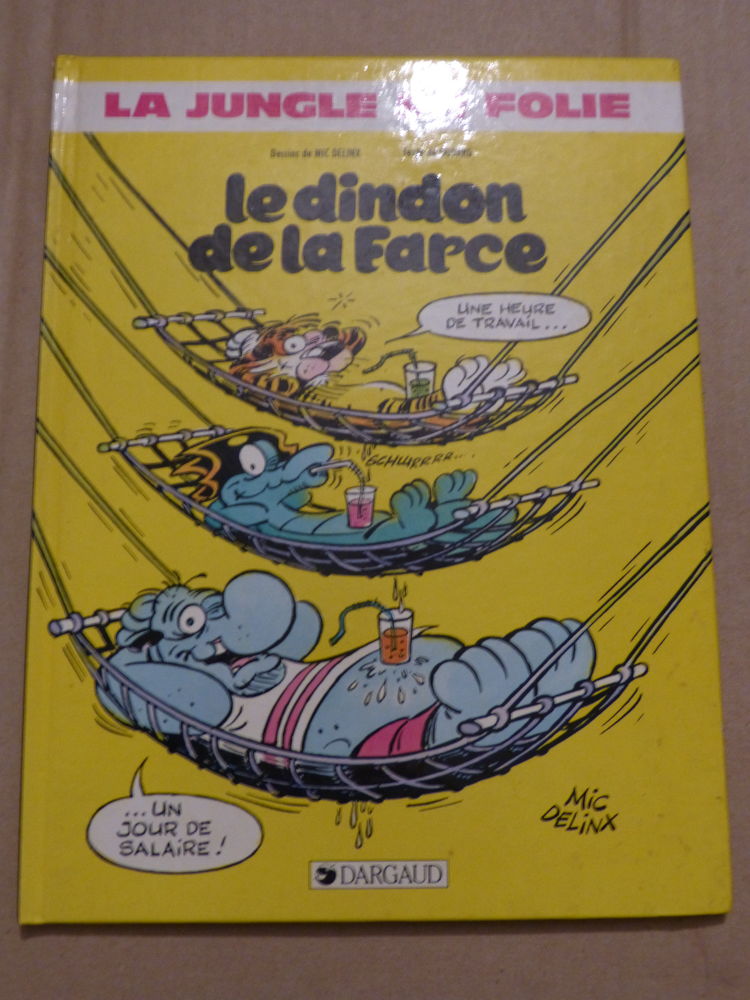 LA JUNGLE FOLIE
Dessins de MIC DELINX
le dindon
de la Farce
UNE HEURE
DE TRAVAIL...
SCHLURRRRR...
...UN
JOUR DE
SALAIRE!
MIC
DELINX
DARGAUD